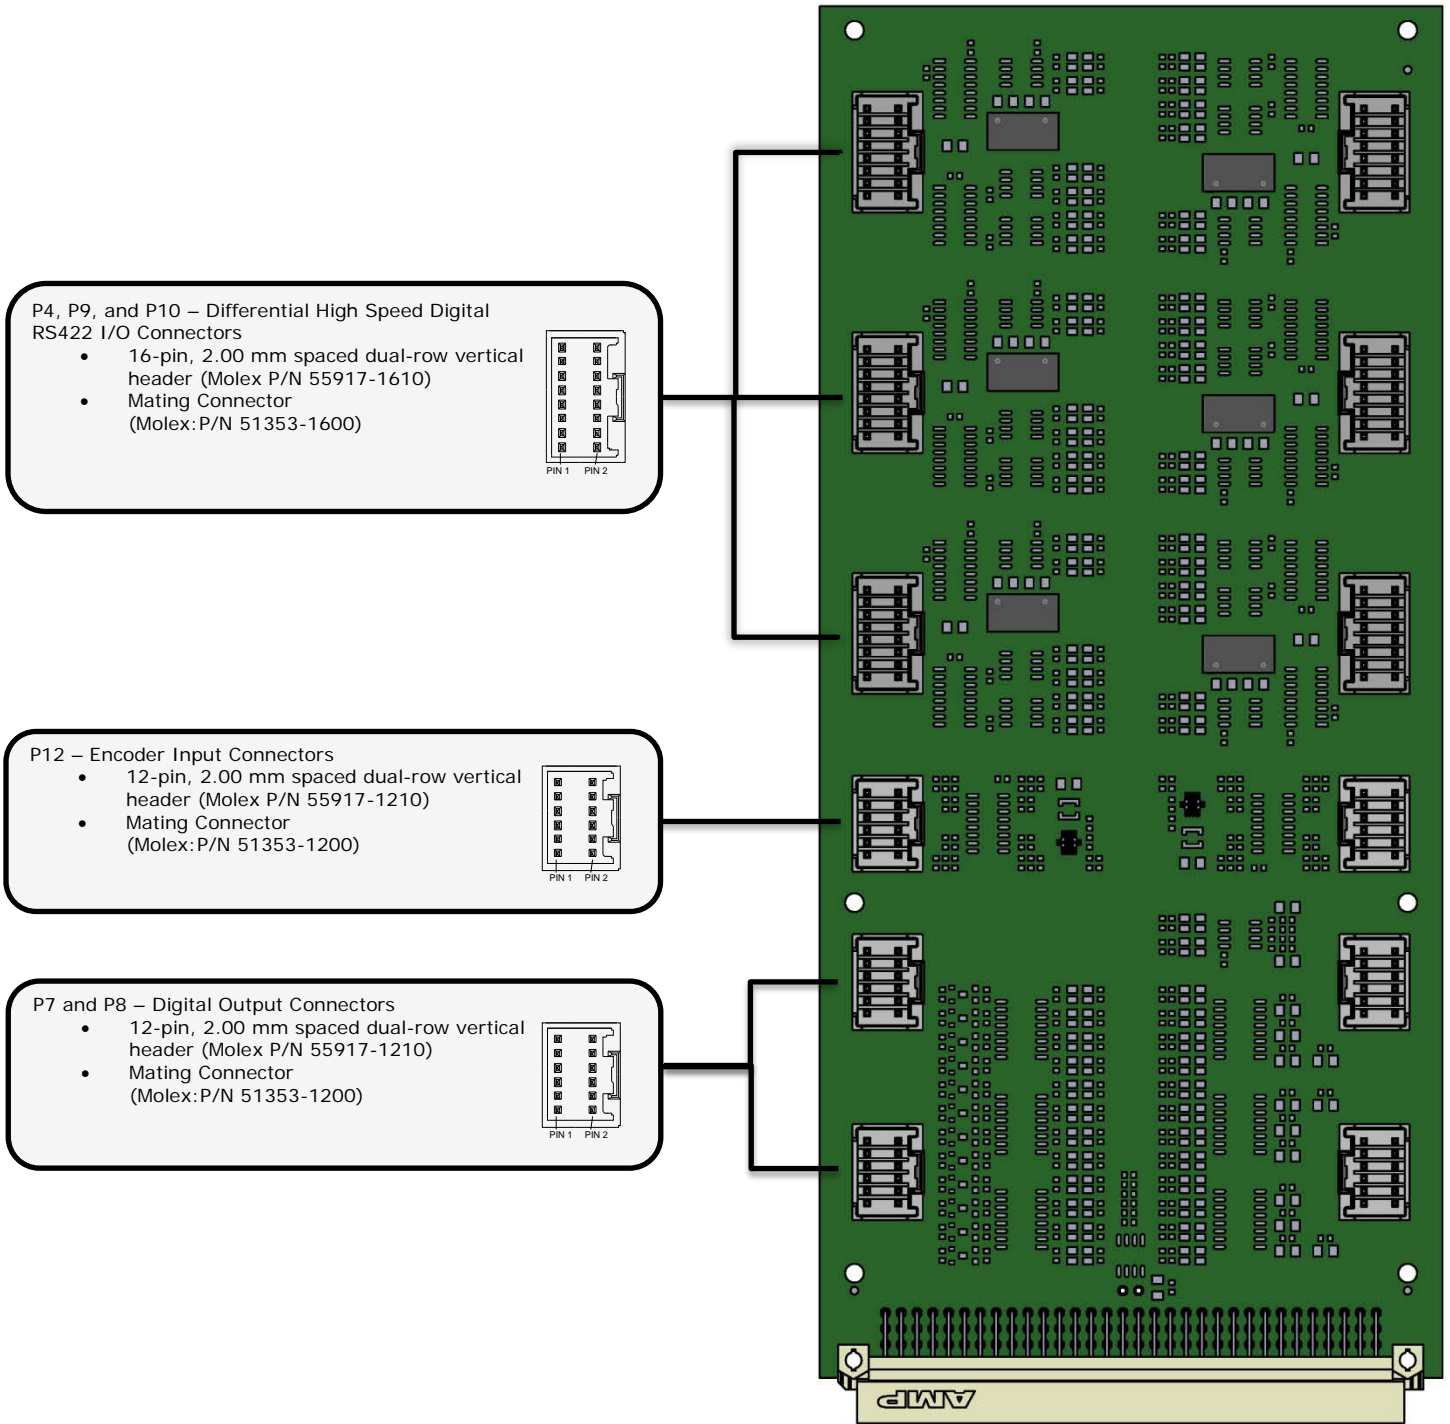 P4, P9, and P10 – Differential High Speed Digital
RS422 I/O Connectors
• 16-pin, 2.00 mm spaced dual-row vertical
header (Molex P/N 55917-1610)
• Mating Connector
(Molex:P/N 51353-1600)
PIN 1 PIN 2
P12 – Encoder Input Connectors
• 12-pin, 2.00 mm spaced dual-row vertical
header (Molex P/N 55917-1210)
• Mating Connector
(Molex:P/N 51353-1200)
PIN 1 PIN 2
P7 and P8 – Digital Output Connectors
• 12-pin, 2.00 mm spaced dual-row vertical
header (Molex P/N 55917-1210)
• Mating Connector
(Molex:P/N 51353-1200)
PIN 1 PIN 2
AMP